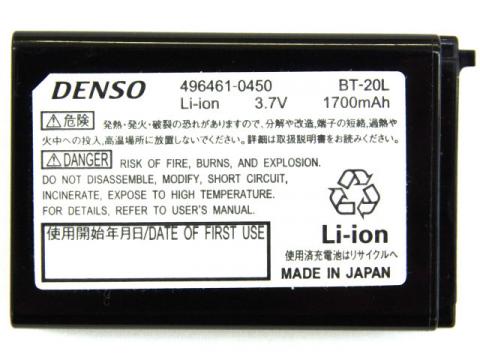 DENSO 496461-0450 BT-20L
Li-ion 3.7V 1700mAh
⚠危険 発熱・発火・破裂の恐れがありますので、分解や改造、端子の短絡、過熱や
火中への投入、高温場所に放置しないでください。詳細は取扱説明書をご覧ください。
⚠DANGER RISK OF FIRE, BURNS, AND EXPLOSION.
DO NOT DISASSEMBLE, MODIFY, SHORT CIRCUIT,
INCINERATE, EXPOSE TO HIGH TEMPERATURE.
FOR DETAILS, REFER TO USER'S MANUAL.
使用開始年月日/DATE OF FIRST USE
Li-ion
使用済充電池はリサイクルへ
MADE IN JAPAN